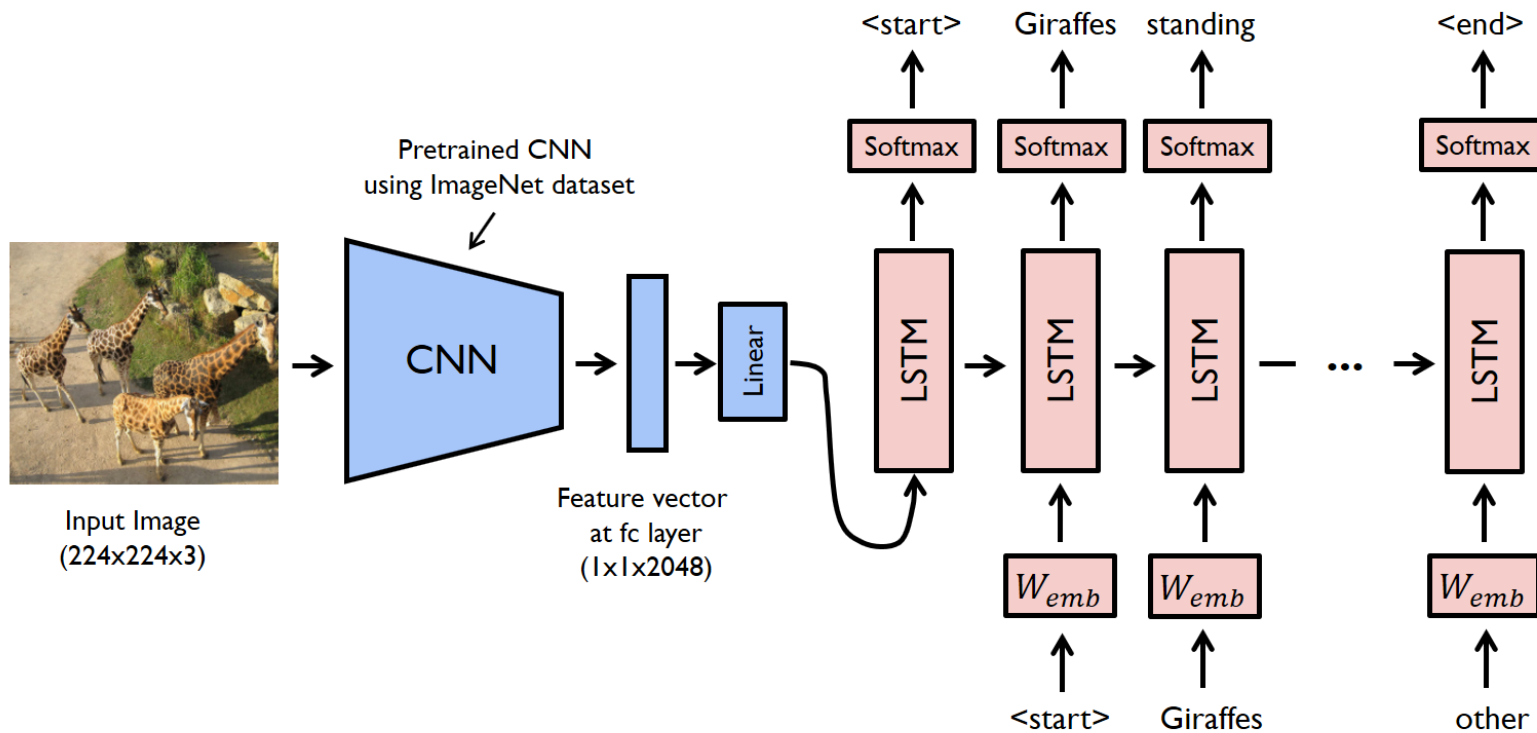 <start> Giraffes standing <end>
Softmax Softmax Softmax Softmax
Pretrained CNN
using ImageNet dataset
CNN
Linear
LSTM LSTM LSTM ... LSTM
Input Image
(224x224x3)
Feature vector
at fc layer
(1x1x2048)
W_emb W_emb W_emb
<start> Giraffes other